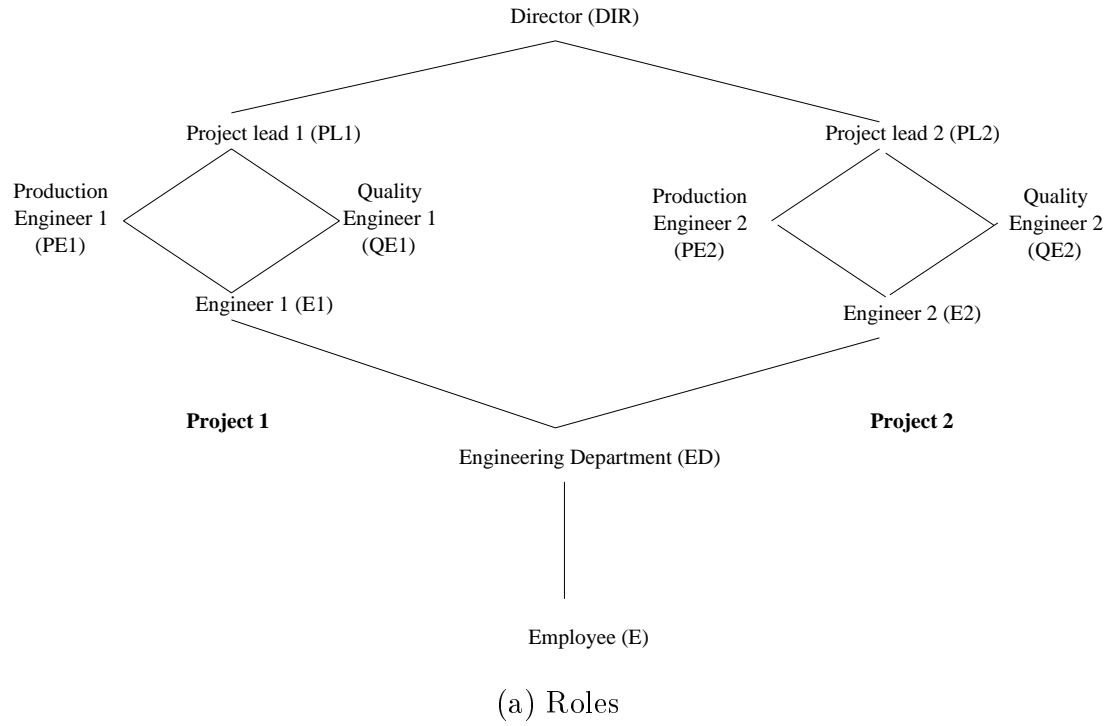 Director (DIR)
Project lead 1 (PL1)
Project lead 2 (PL2)
Production
Engineer 1
(PE1)
Quality
Engineer 1
(QE1)
Production
Engineer 2
(PE2)
Quality
Engineer 2
(QE2)
Engineer 1 (E1)
Engineer 2 (E2)
Project 1
Project 2
Engineering Department (ED)
Employee (E)
(a) Roles